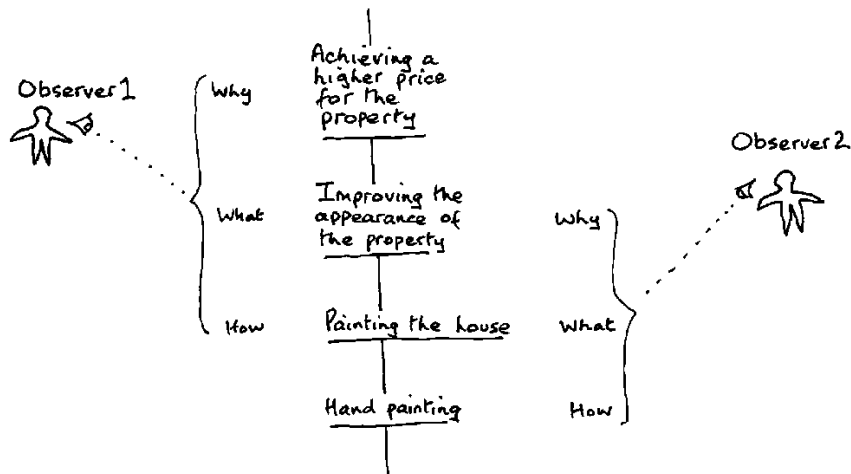 Achieving a
higher price
for the
property
Observer 1
Why
Observer 2
Improving the
appearance of
the property
What
Why
How
Painting the house
What
Hand painting
How